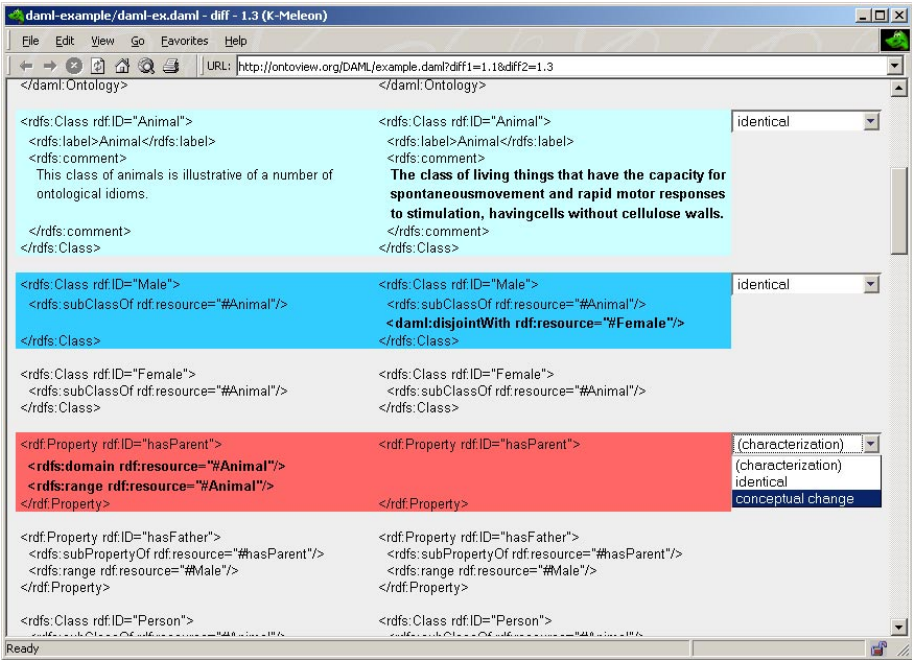 daml-example/daml-ex.daml - diff - 1.3 (K-Meleon)
File Edit View Go Favorites Help
URL: http://ontoview.org/DAML/example.daml?diff1=1.1&diff2=1.3
</daml:Ontology> </daml:Ontology>
<rdfs:Class rdf:ID="Animal"> <rdfs:Class rdf:ID="Animal"> identical
<rdfs:label>Animal</rdfs:label> <rdfs:label>Animal</rdfs:label>
<rdfs:comment> <rdfs:comment>
This class of animals is illustrative of a number of The class of living things that have the capacity for
ontological idioms. spontaneousmovement and rapid motor responses
to stimulation, havingcells without cellulose walls.
</rdfs:comment> </rdfs:comment>
</rdfs:Class> </rdfs:Class>
<rdfs:Class rdf:ID="Male"> <rdfs:Class rdf:ID="Male"> identical
<rdfs:subClassOf rdf:resource="#Animal"/> <rdfs:subClassOf rdf:resource="#Animal"/>
<daml:disjointWith rdf:resource="#Female"/>
</rdfs:Class> </rdfs:Class>
<rdfs:Class rdf:ID="Female"> <rdfs:Class rdf:ID="Female">
<rdfs:subClassOf rdf:resource="#Animal"/> <rdfs:subClassOf rdf:resource="#Animal"/>
</rdfs:Class> </rdfs:Class>
<rdf:Property rdf:ID="hasParent"> <rdf:Property rdf:ID="hasParent"> (characterization)
<rdfs:domain rdf:resource="#Animal"/> (characterization)
<rdfs:range rdf:resource="#Animal"/> identical
</rdf:Property> </rdf:Property> conceptual change
<rdf:Property rdf:ID="hasFather"> <rdf:Property rdf:ID="hasFather">
<rdfs:subPropertyOf rdf:resource="#hasParent"/> <rdfs:subPropertyOf rdf:resource="#hasParent"/>
<rdfs:range rdf:resource="#Male"/> <rdfs:range rdf:resource="#Male"/>
</rdf:Property> </rdf:Property>
<rdfs:Class rdf:ID="Person"> <rdfs:Class rdf:ID="Person">
Ready